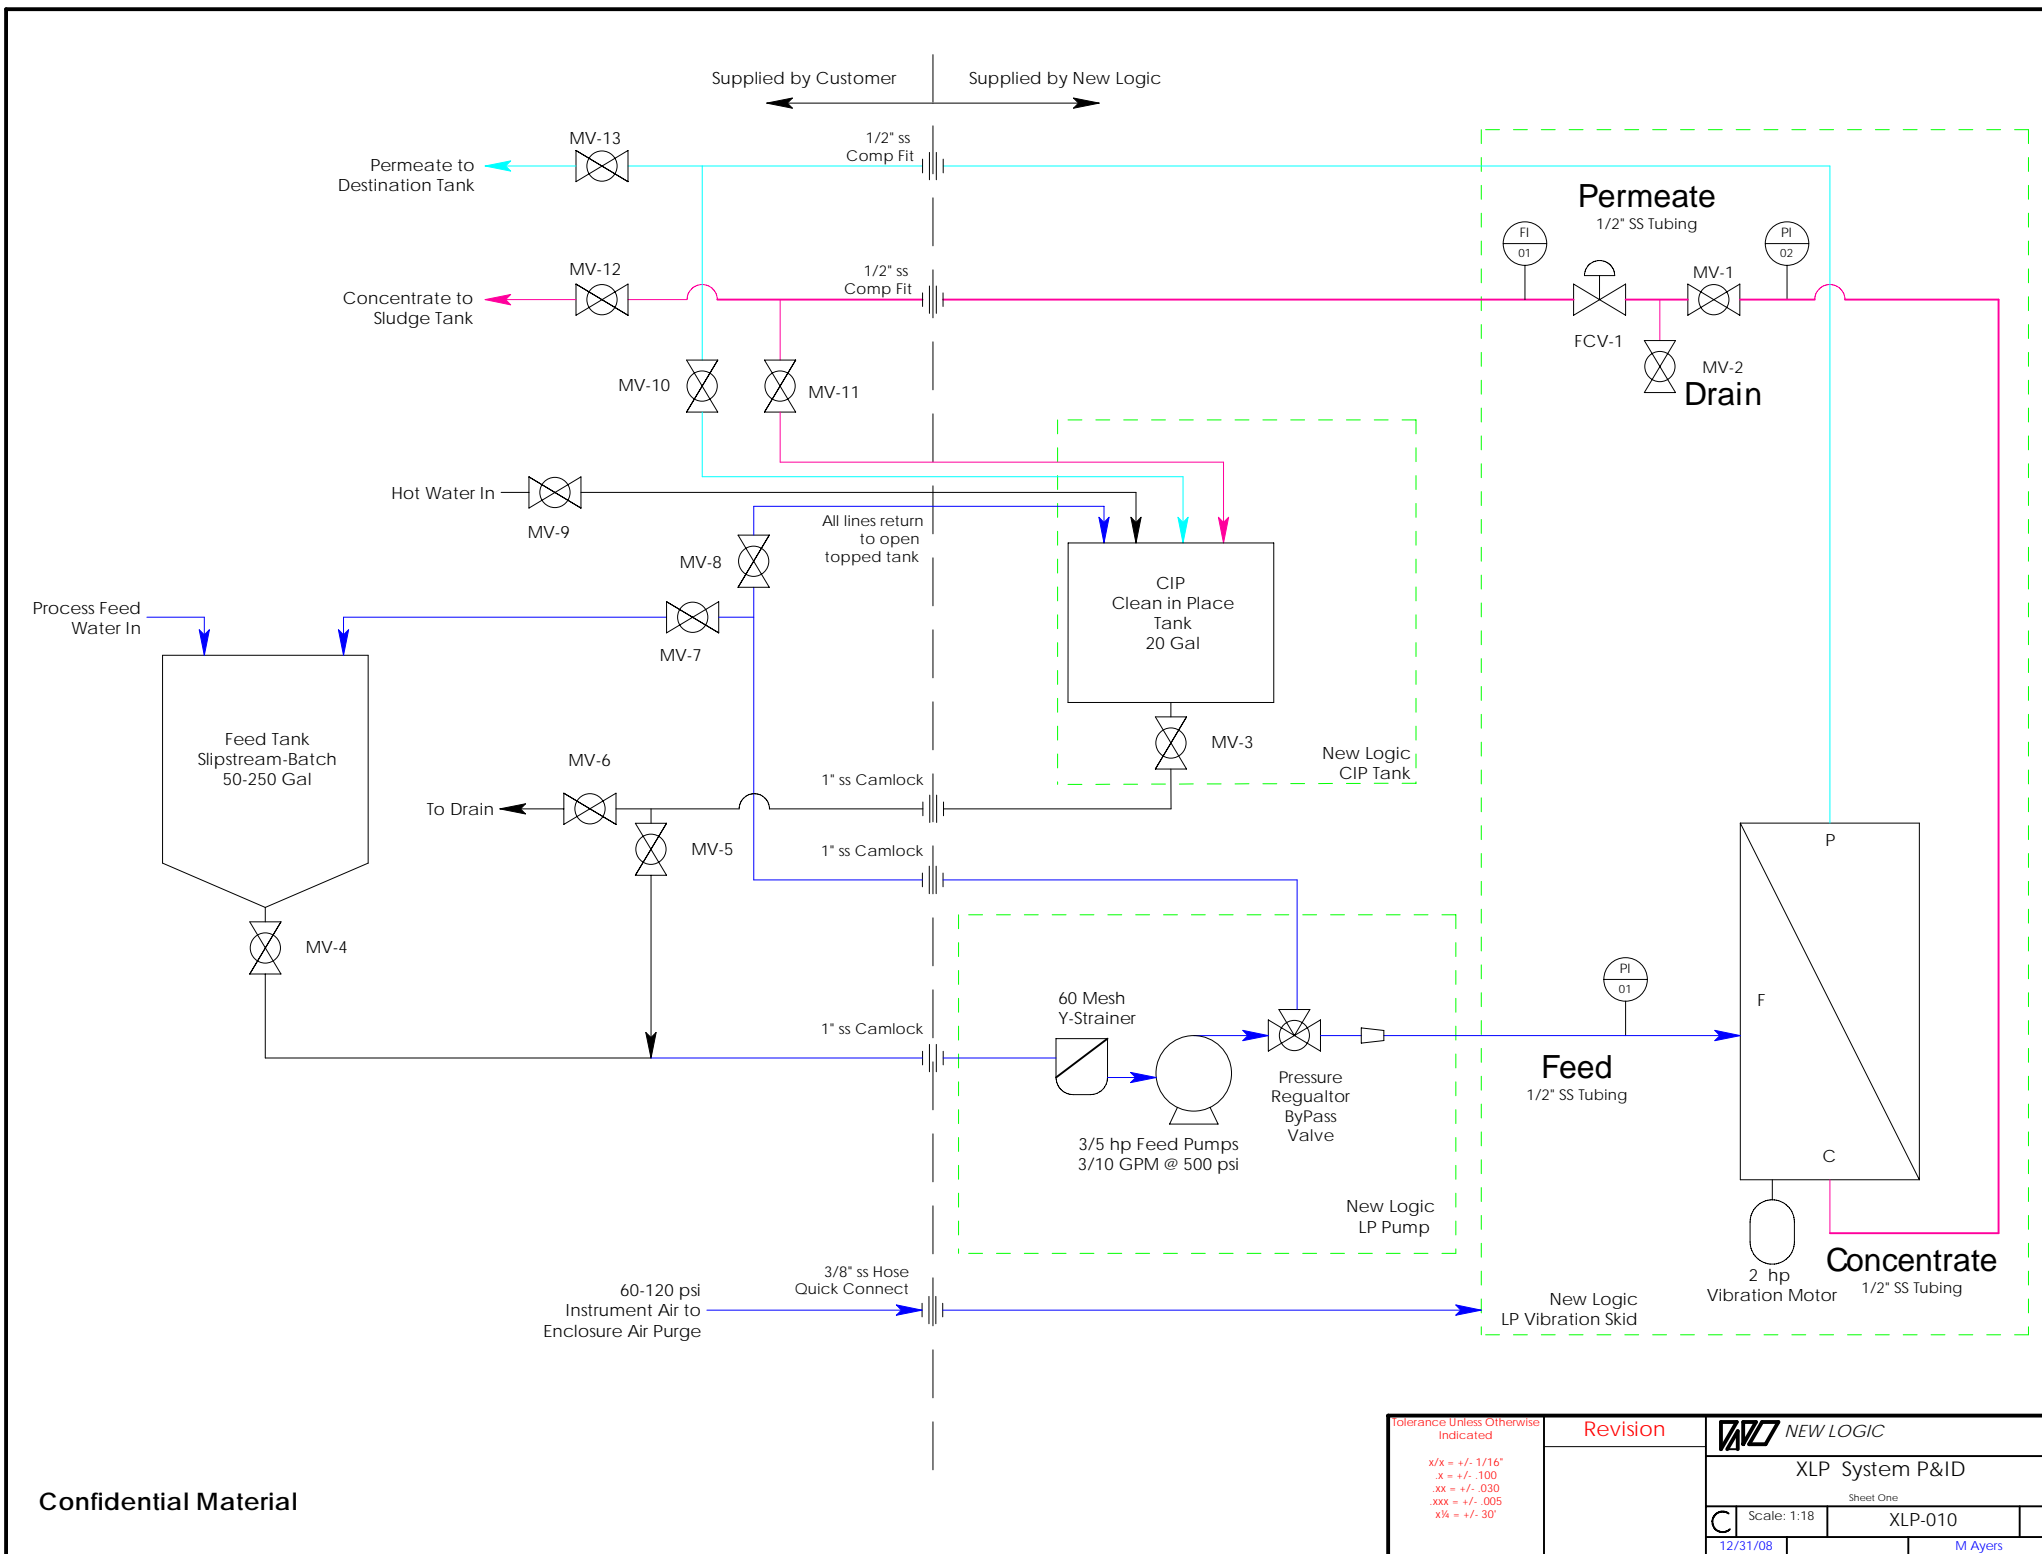 Supplied by Customer
Supplied by New Logic
MV-13
1/2" ss
Comp Fit
Permeate to
Destination Tank
Permeate
1/2" SS Tubing
FI
01
PI
02
MV-12
1/2" ss
Comp Fit
MV-1
Concentrate to
Sludge Tank
FCV-1
MV-2
Drain
MV-10
MV-11
Hot Water In
MV-9
All lines return
to open
topped tank
MV-8
CIP
Clean in Place
Tank
20 Gal
Process Feed
Water In
MV-7
Feed Tank
Slipstream-Batch
50-250 Gal
MV-3
New Logic
CIP Tank
MV-6
1" ss Camlock
To Drain
MV-5
1" ss Camlock
P
MV-4
PI
01
F
60 Mesh
Y-Strainer
1" ss Camlock
Feed
1/2" SS Tubing
Pressure
Regualtor
ByPass
Valve
3/5 hp Feed Pumps
3/10 GPM @ 500 psi
C
New Logic
LP Pump
Concentrate
1/2" SS Tubing
2 hp
Vibration Motor
3/8" ss Hose
Quick Connect
60-120 psi
Instrument Air to
Enclosure Air Purge
New Logic
LP Vibration Skid
Tolerance Unless Otherwise
Indicated
x/x = +/- 1/16"
.x = +/- .100
.xx = +/- .030
.xxx = +/- .005
x¼ = +/- 30'
Revision
NEW LOGIC
XLP System P&ID
Sheet One
C
Scale: 1:18
XLP-010
12/31/08
M Ayers
Confidential Material